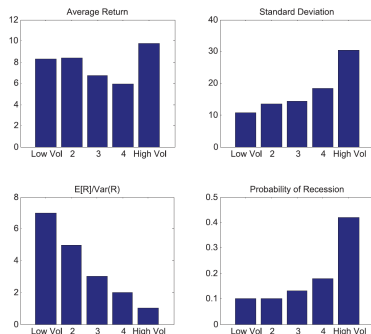 Average Return
12
10
8
6
4
2
0
Low Vol 2 3 4 High Vol
Standard Deviation
40
30
20
10
0
Low Vol 2 3 4 High Vol
E[R]/Var(R)
8
6
4
2
0
Low Vol 2 3 4 High Vol
Probability of Recession
0.5
0.4
0.3
0.2
0.1
0
Low Vol 2 3 4 High Vol